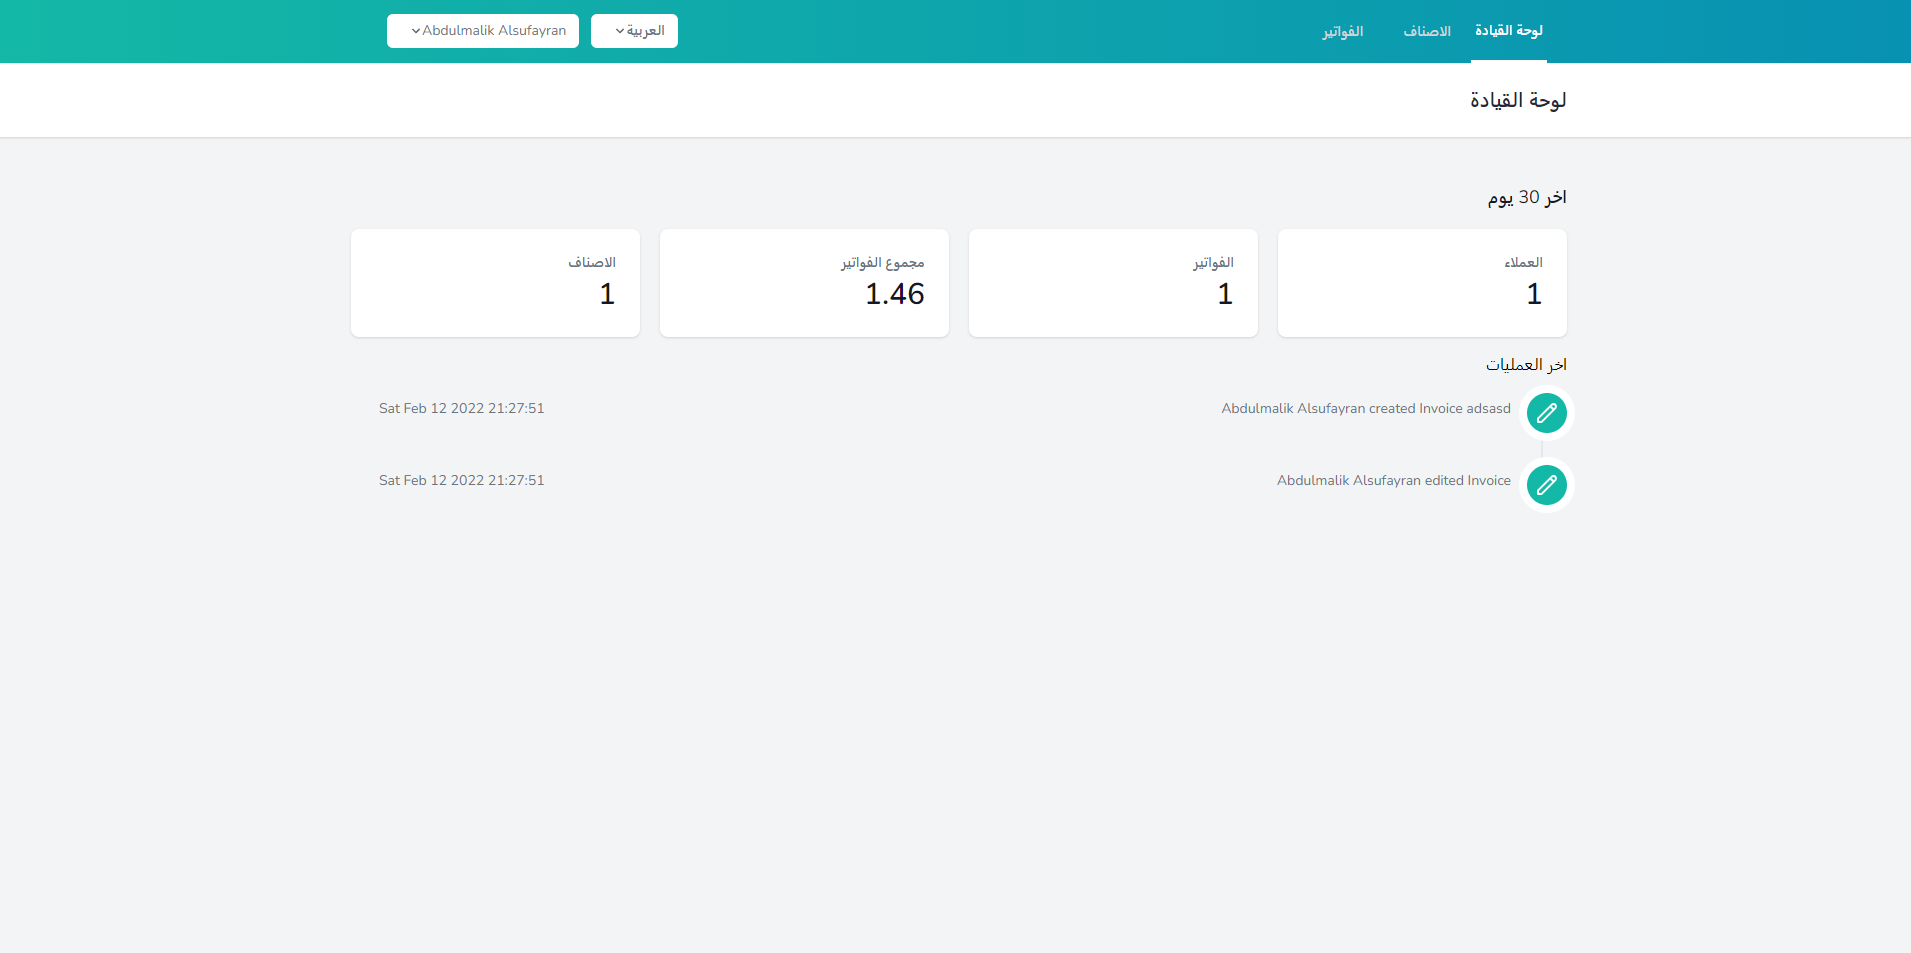 لوحة القيادة
الاصناف
الفواتير
العربية
Abdulmalik Alsufayran
لوحة القيادة
اخر 30 يوم
العملاء
1
الفواتير
1
مجموع الفواتير
1.46
الاصناف
1
اخر العمليات
Abdulmalik Alsufayran created Invoice adsasd
Sat Feb 12 2022 21:27:51
Abdulmalik Alsufayran edited Invoice
Sat Feb 12 2022 21:27:51